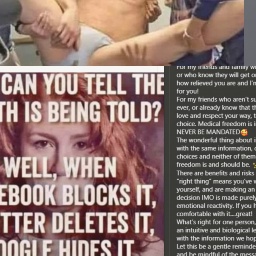 CAN YOU TELL THE
TH IS BEING TOLD?
WELL, WHEN
EBOOK BLOCKS IT,
TTER DELETES IT,
OOGLE HIDES IT
For my friends and family w
or who know they will get o
how relieved you are and I'm
for you!
For my friends who aren't su
ever, or already know that th
love and respect your way, t
choice. Medical freedom is i
NEVER BE MANDATED🥰
The wonderful thing about i
with the same information, c
choices and neither of them
freedom is and should be.
There are benefits and risks
"right thing" means you've w
yourself, and are making an
decision IMO is made purely
emotional reactivity. If you h
comfortable with it....great!
What's right for one person,
an intuitive and biological le
with the information we hop
Let this be a gentle reminde
and be mindful of the messa